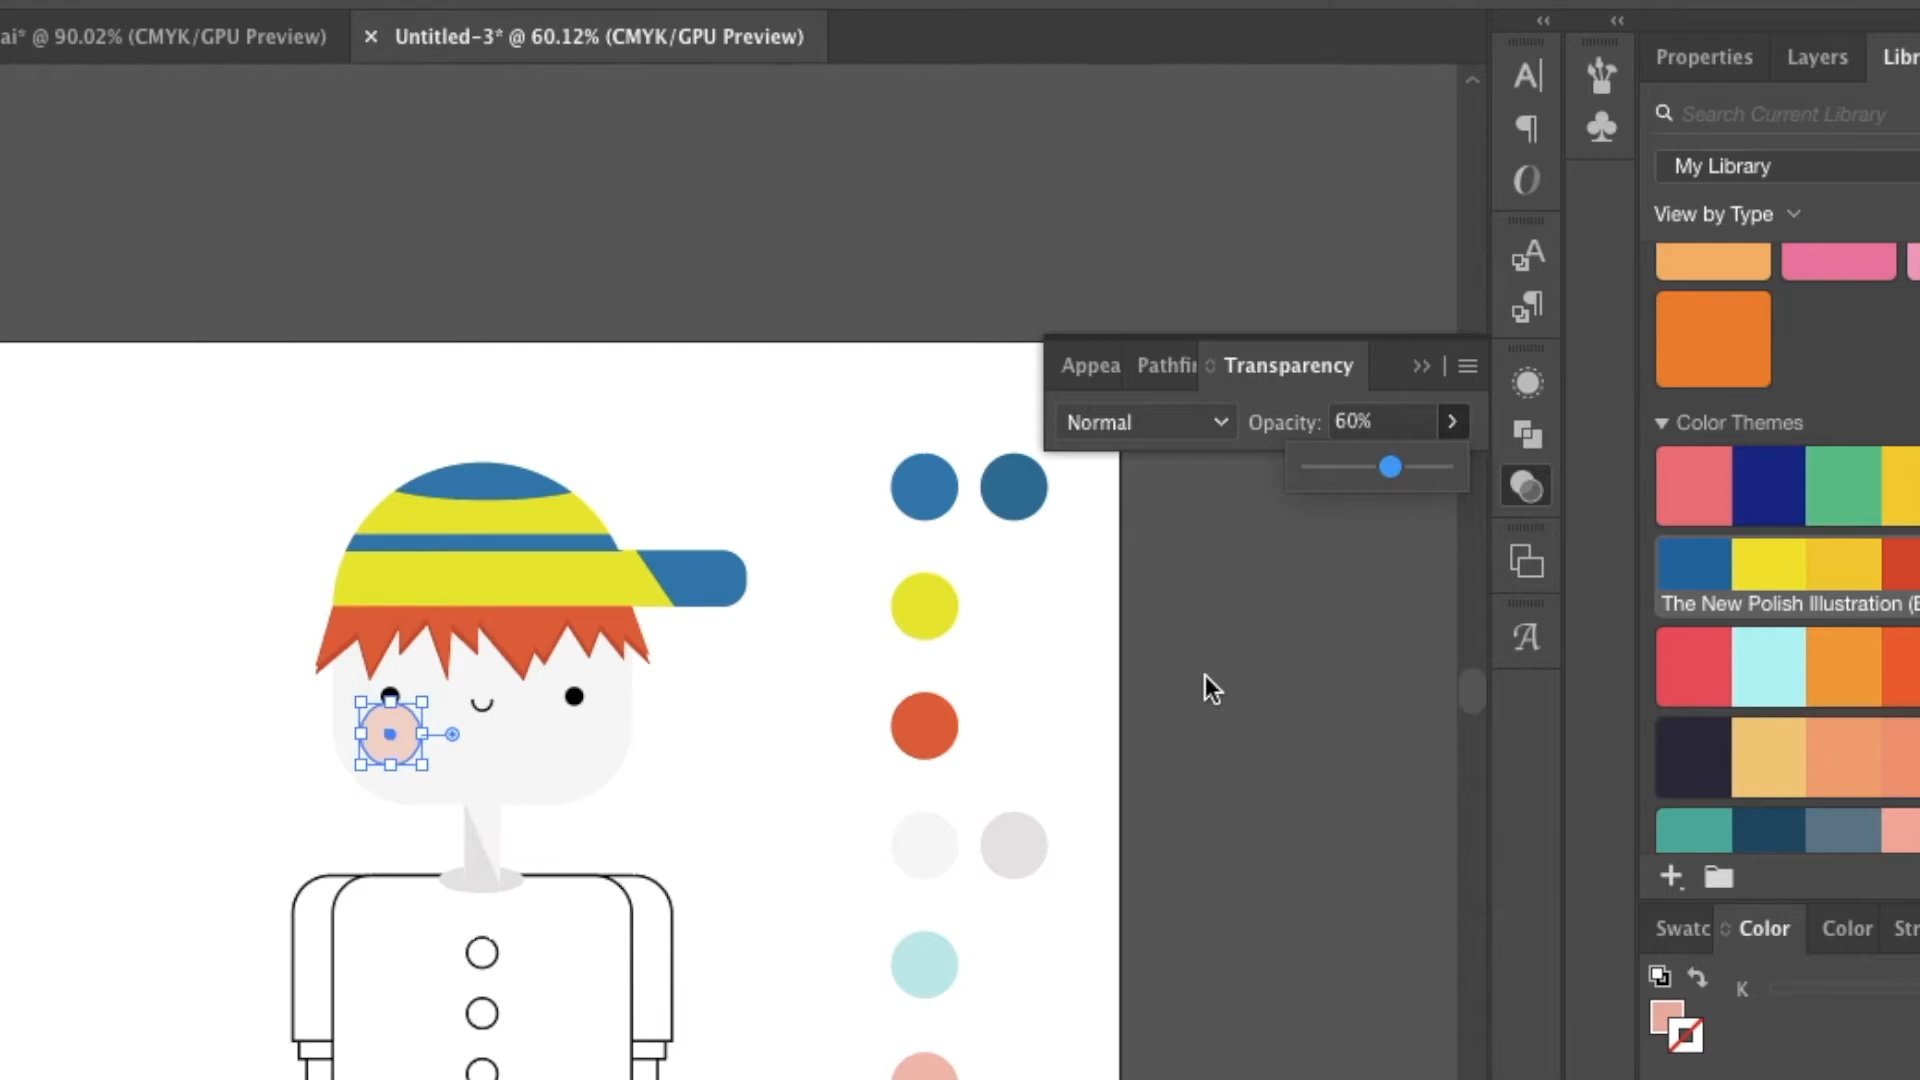 ai* @ 90.02% (CMYK/GPU Preview)
× Untitled-3* @ 60.12% (CMYK/GPU Preview)
Properties Layers Libr
Search Current Library
My Library
View by Type
Appea Pathfi Transparency
Normal Opacity: 60%
Color Themes
The New Polish Illustration (E
Swatc Color Color Str
K